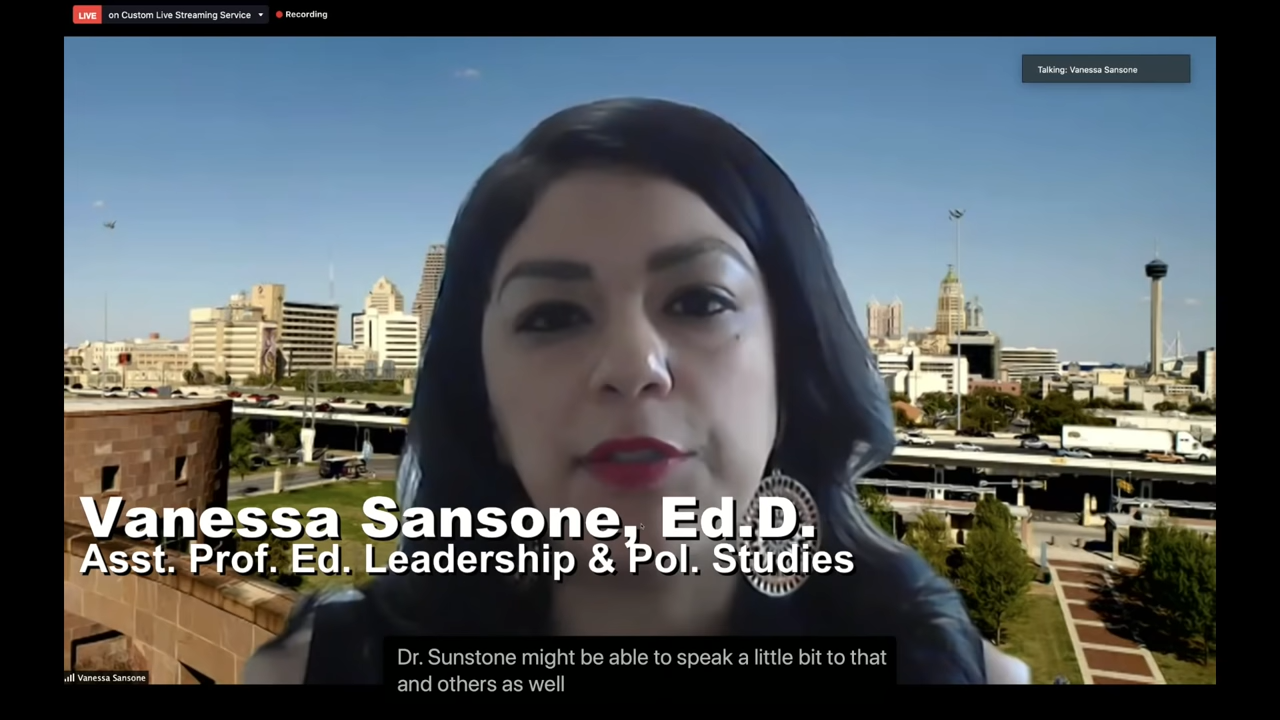 LIVE on Custom Live Streaming Service Recording
Talking: Vanessa Sansone
Vanessa Sansone, Ed.D.
Asst. Prof. Ed. Leadership & Pol. Studies
Dr. Sunstone might be able to speak a little bit to that
and others as well
Vanessa Sansone